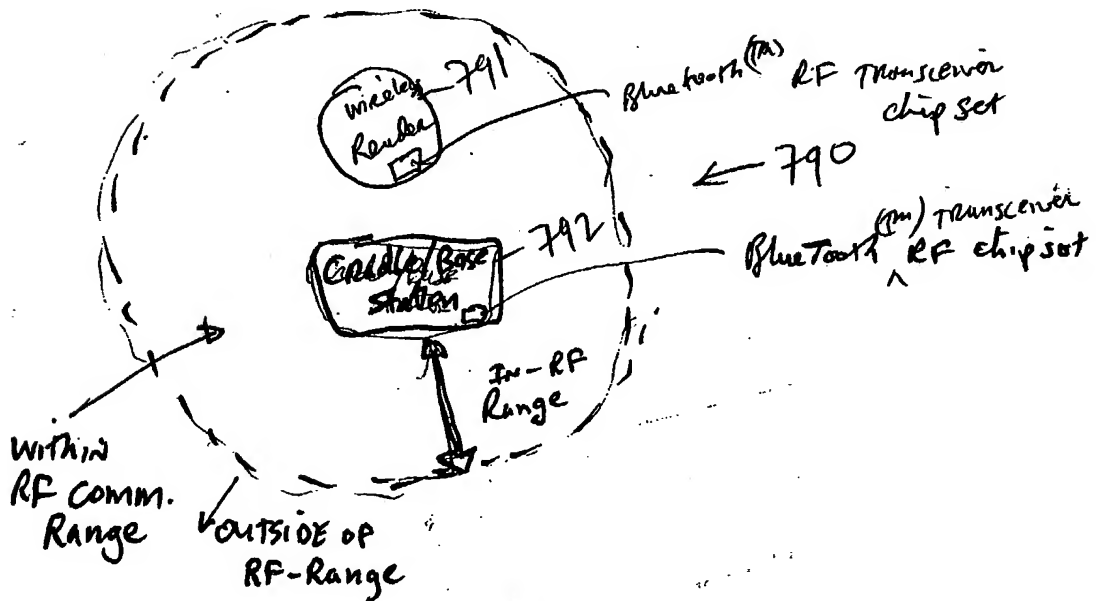 791
Wireless
Reader
Bluetooth(TM) RF Transceiver
chip set
790
792
Cradle/Base
Station
BlueTooth(TM) Transceiver
^ RF chip set
In-RF
Range
Within
RF Comm.
Range
OUTSIDE OF
RF-Range